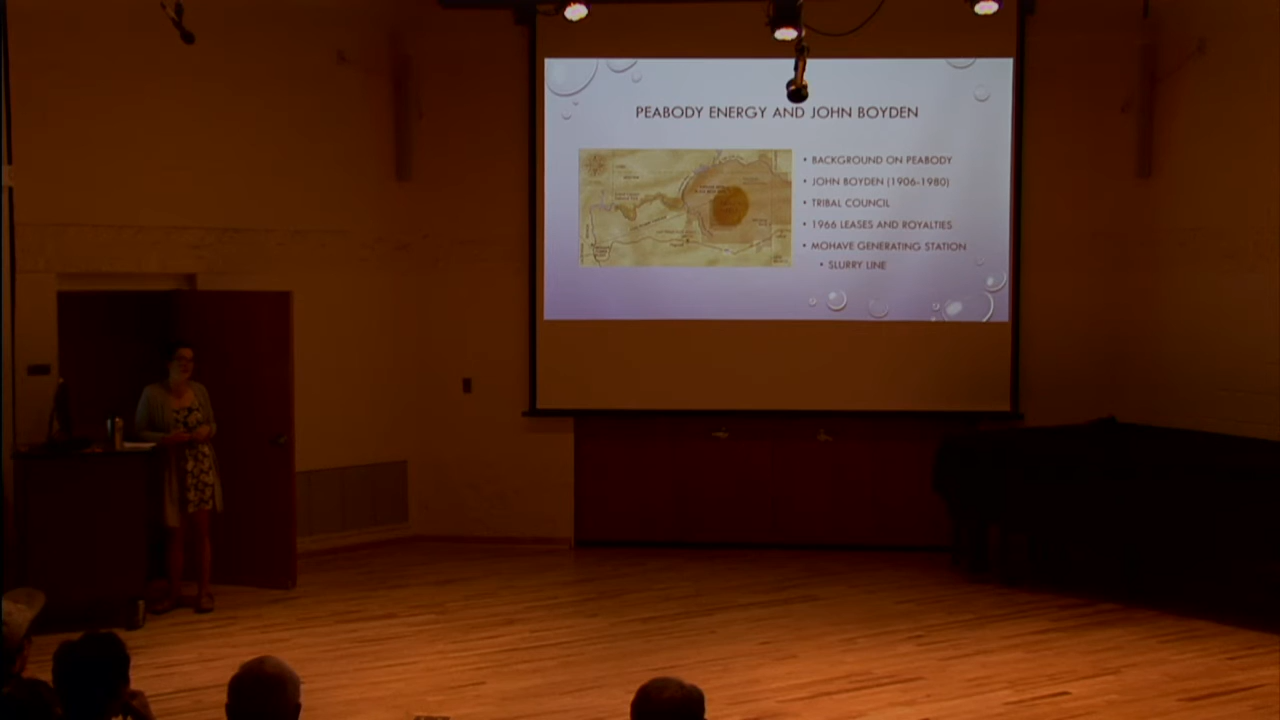 PEABODY ENERGY AND JOHN BOYDEN
• BACKGROUND ON PEABODY
• JOHN BOYDEN (1906-1980)
• TRIBAL COUNCIL
• 1966 LEASES AND ROYALTIES
• MOHAVE GENERATING STATION
• SLURRY LINE